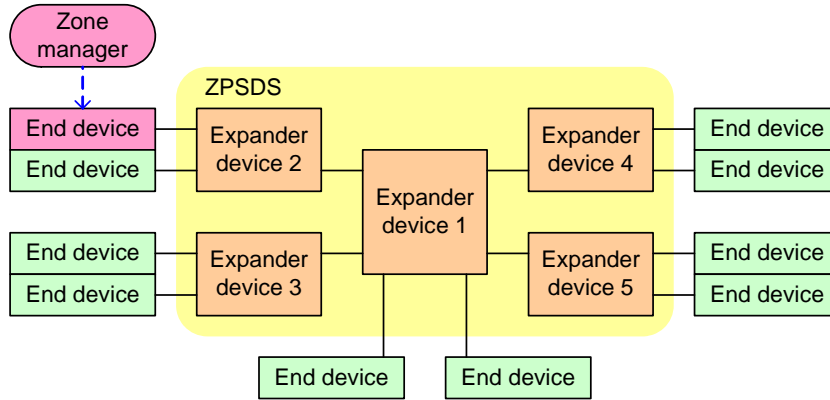 Zone
manager
ZPSDS
End device
End device
Expander
device 2
Expander
device 4
End device
End device
Expander
device 1
End device
End device
Expander
device 3
Expander
device 5
End device
End device
End device
End device